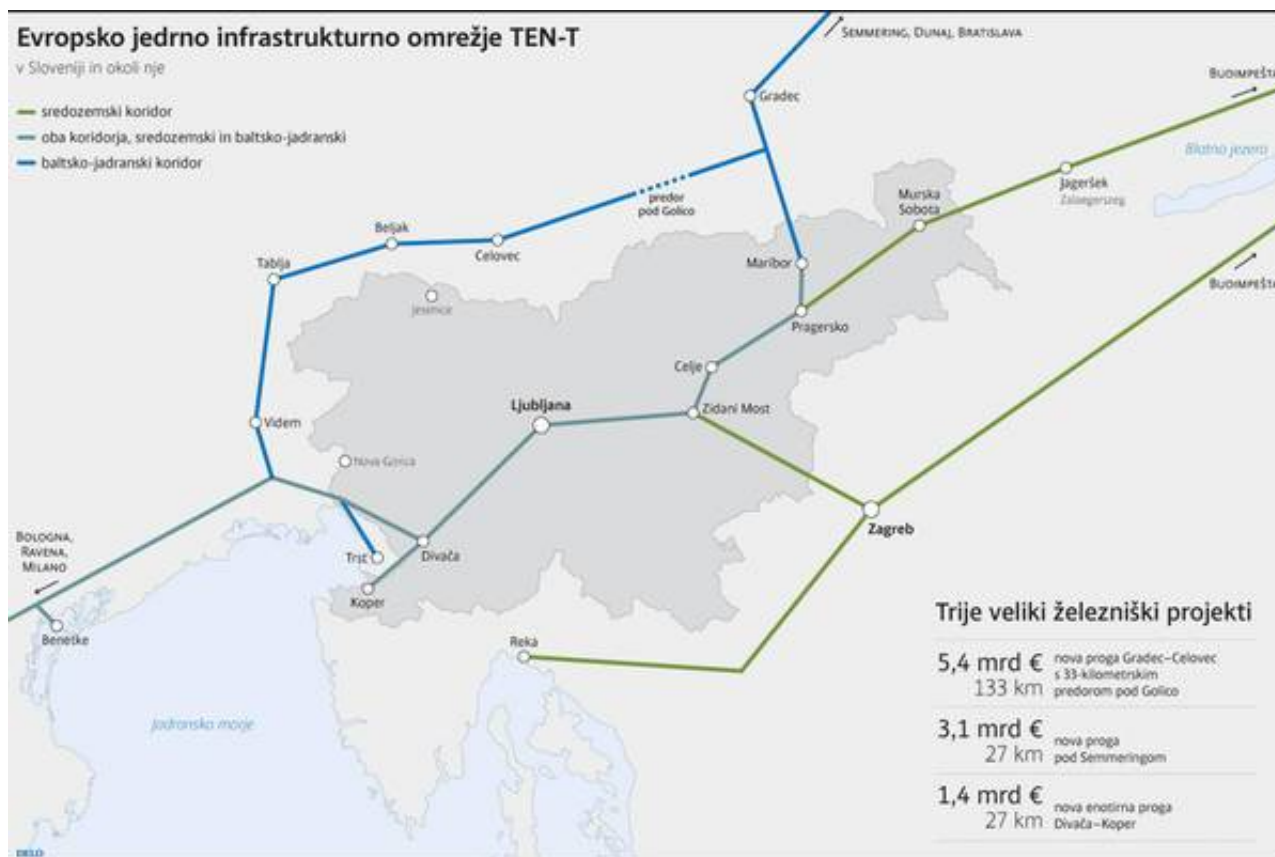 Evropsko jedrno infrastrukturno omrežje TEN-T
v Sloveniji in okoli nje
sredozemski koridor
oba koridorja, sredozemski in baltsko-jadranski
baltsko-jadranski koridor
SEMMERING, DUNAJ, BRATISLAVA
BUDIMPEŠTA
Gradec
Blatno jezero
Jageršek
Zalaegerszeg
Murska
Sobota
predor
pod Golico
Beljak
Celovec
Tablja
Maribor
BUDIMPEŠTA
Jesenice
Pragersko
Celje
Ljubljana
Zidani Most
Videm
Nova Gorica
Zagreb
BOLOGNA,
RAVENA,
MILANO
Trst
Divača
Koper
Benetke
Reka
Jadransko morje
Trije veliki železniški projekti
5,4 mrd € nova proga Gradec–Celovec
133 km s 33-kilometrskim
predorom pod Golico
3,1 mrd € nova proga
27 km pod Semmeringom
1,4 mrd € nova enotirna proga
27 km Divača–Koper
DELO